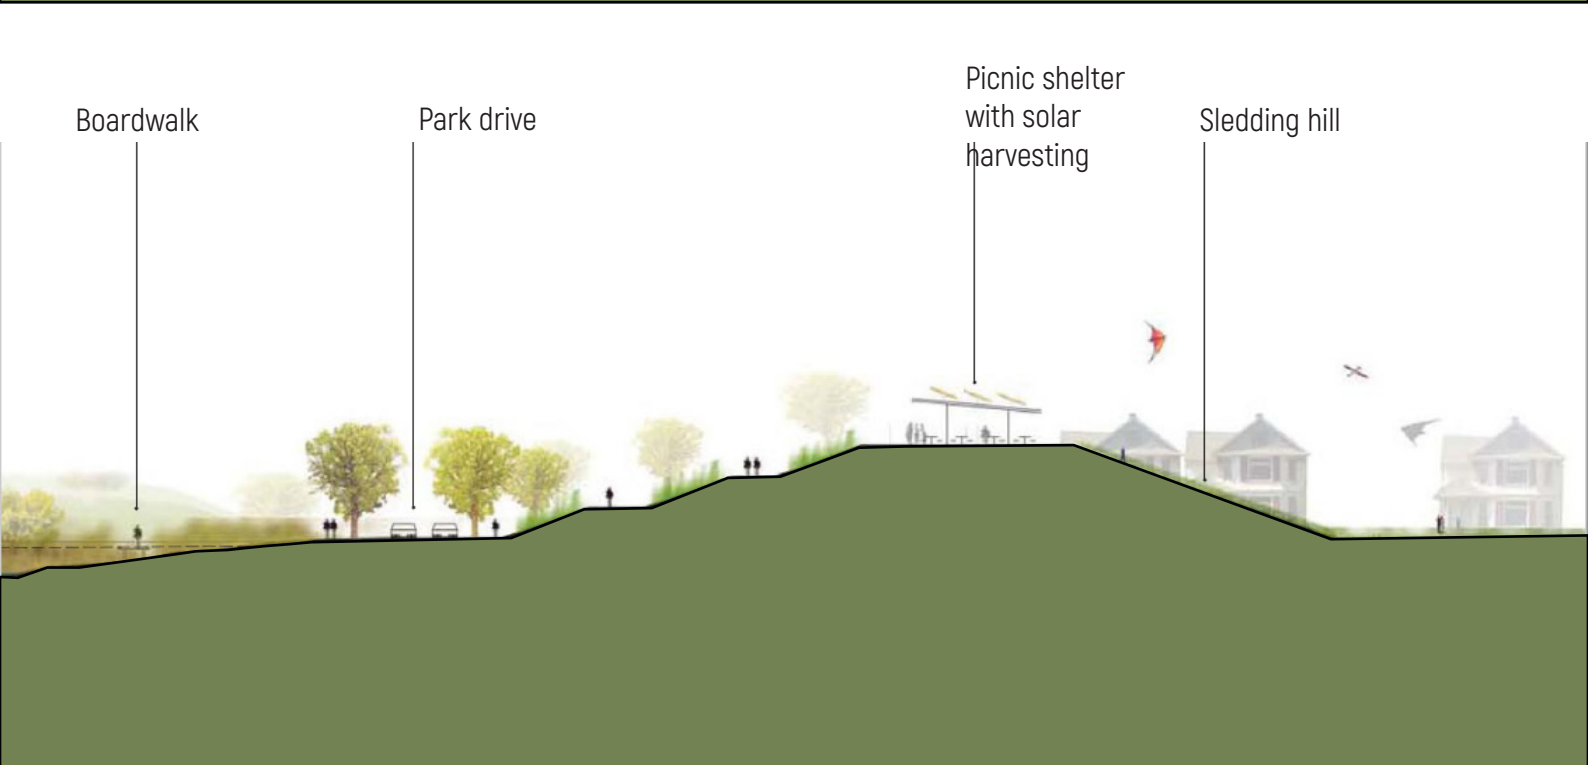 Boardwalk
Park drive
Picnic shelter
with solar
harvesting
Sledding hill